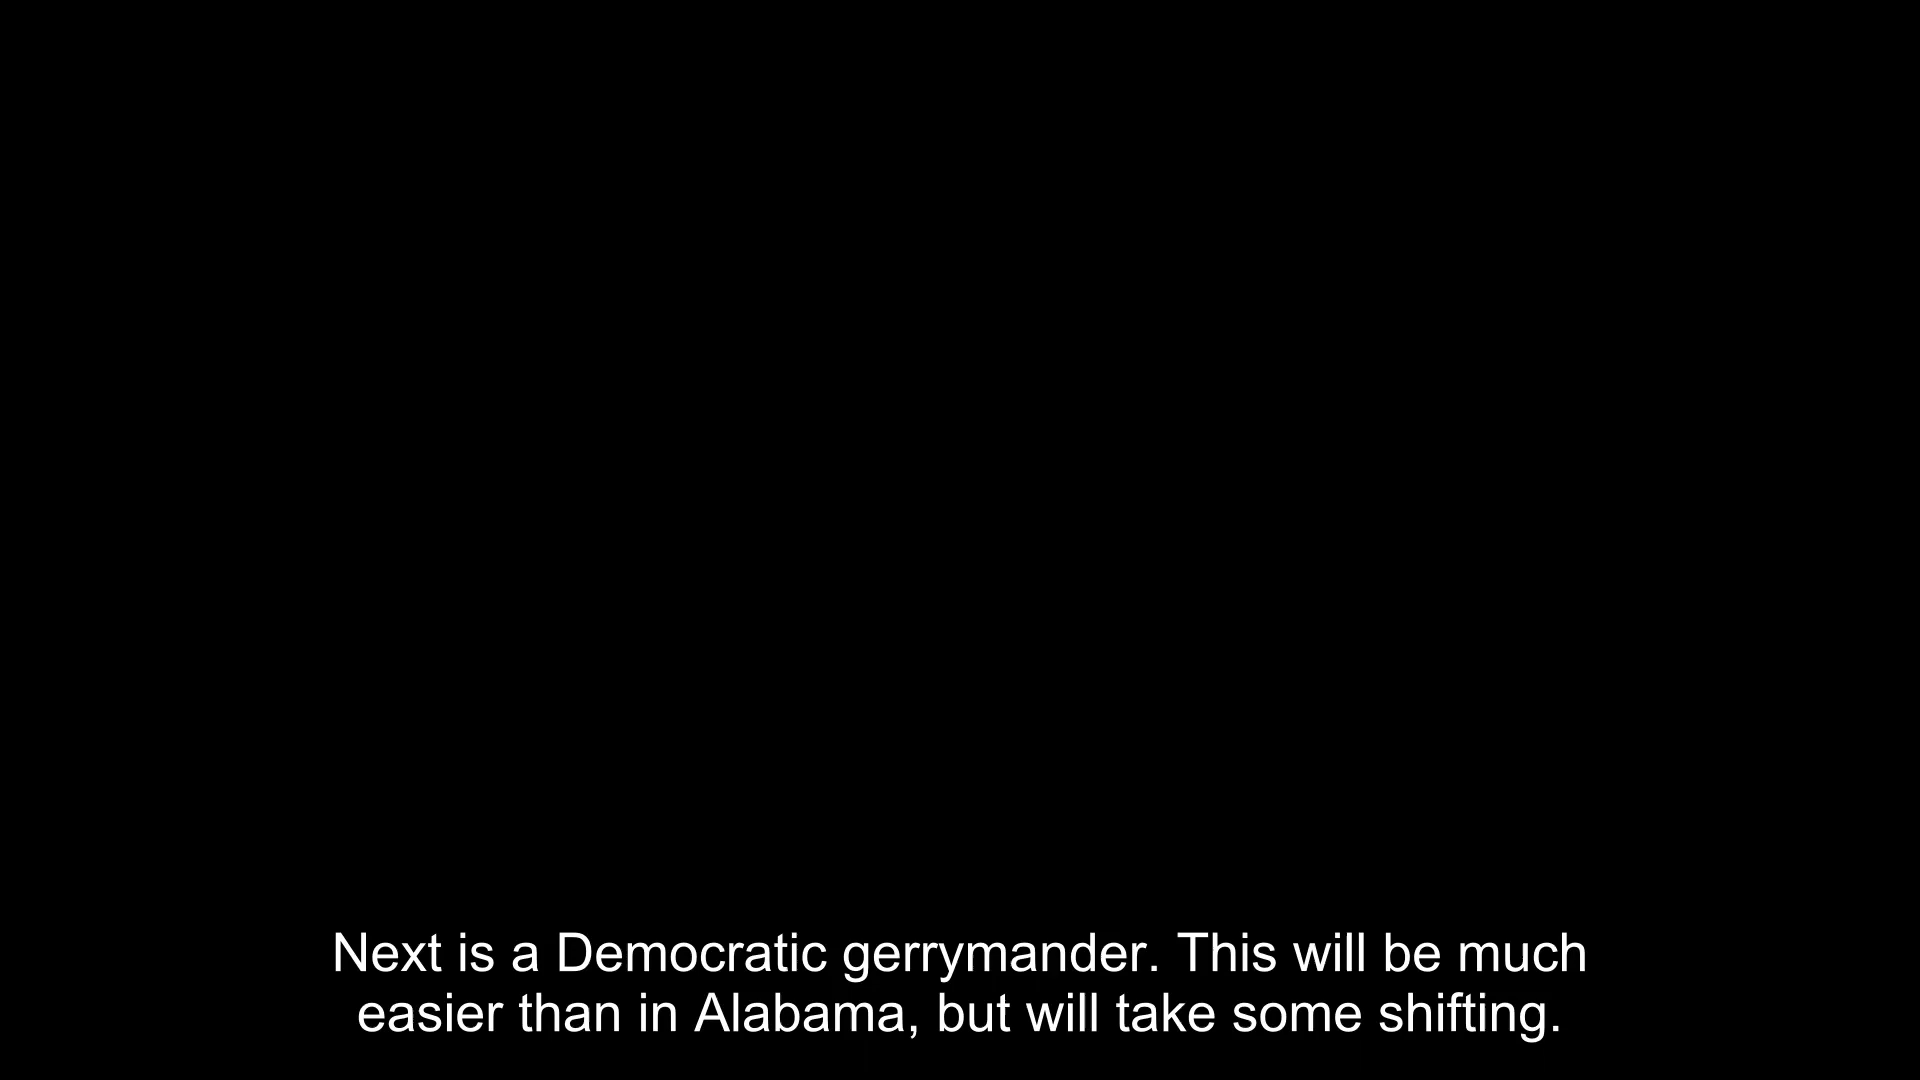 Next is a Democratic gerrymander. This will be much
easier than in Alabama, but will take some shifting.